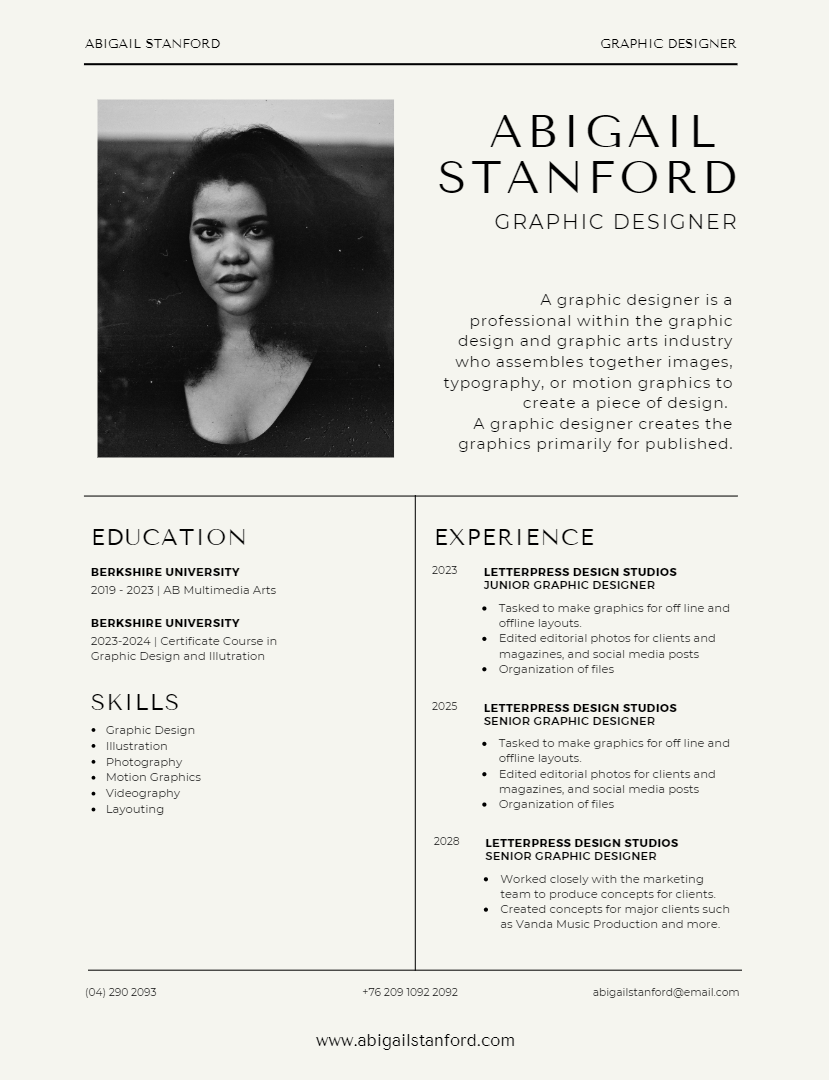 ABIGAIL STANFORD
GRAPHIC DESIGNER
ABIGAIL
STANFORD
GRAPHIC DESIGNER
A graphic designer is a
professional within the graphic
design and graphic arts industry
who assembles together images,
typography, or motion graphics to
create a piece of design.
A graphic designer creates the
graphics primarily for published.
EDUCATION
BERKSHIRE UNIVERSITY
2019 - 2023 | AB Multimedia Arts
BERKSHIRE UNIVERSITY
2023-2024 | Certificate Course in
Graphic Design and Illutration
SKILLS
• Graphic Design
• Illustration
• Photography
• Motion Graphics
• Videography
• Layouting
EXPERIENCE
2023 LETTERPRESS DESIGN STUDIOS
JUNIOR GRAPHIC DESIGNER
• Tasked to make graphics for off line and
offline layouts.
• Edited editorial photos for clients and
magazines, and social media posts
• Organization of files
2025 LETTERPRESS DESIGN STUDIOS
SENIOR GRAPHIC DESIGNER
• Tasked to make graphics for off line and
offline layouts.
• Edited editorial photos for clients and
magazines, and social media posts
• Organization of files
2028 LETTERPRESS DESIGN STUDIOS
SENIOR GRAPHIC DESIGNER
• Worked closely with the marketing
team to produce concepts for clients.
• Created concepts for major clients such
as Vanda Music Production and more.
(04) 290 2093
+76 209 1092 2092
abigailstanford@email.com
www.abigailstanford.com